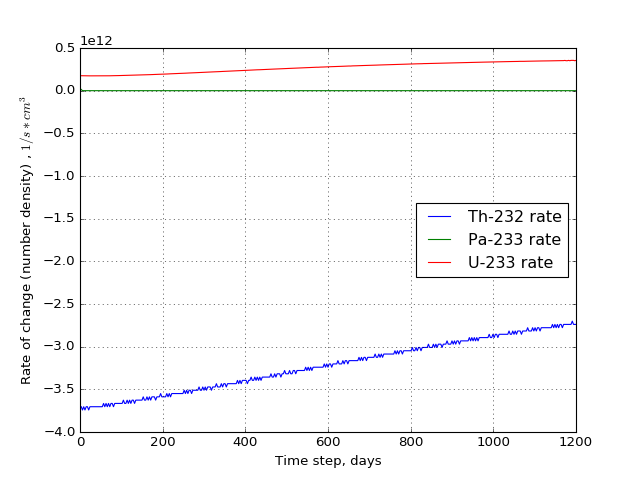 1e12
0.5
0.0
−0.5
−1.0
−1.5
−2.0
−2.5
−3.0
−3.5
−4.0
Rate of change (number density) , 1/s * cm³
Th-232 rate
Pa-233 rate
U-233 rate
0 200 400 600 800 1000 1200
Time step, days